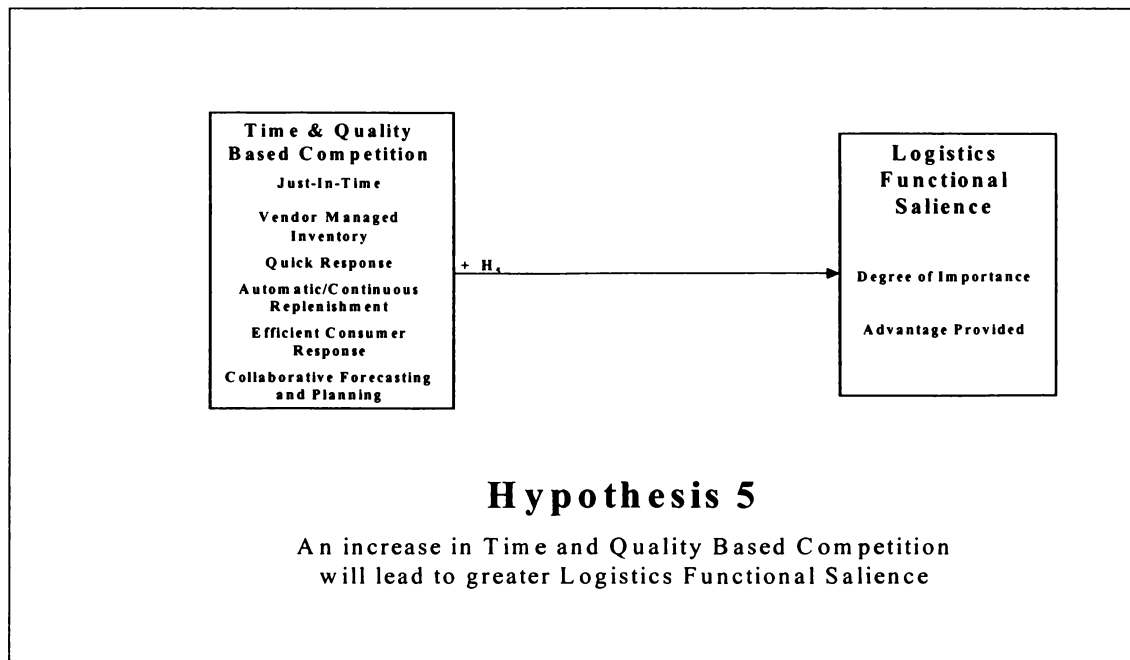 Time & Quality
Based Competition
Just-In-Time
Vendor Managed
Inventory
Quick Response
Automatic/Continuous
Replenishment
Efficient Consumer
Response
Collaborative Forecasting
and Planning
+ H₅
Logistics
Functional
Salience
Degree of Importance
Advantage Provided
Hypothesis 5
An increase in Time and Quality Based Competition
will lead to greater Logistics Functional Salience